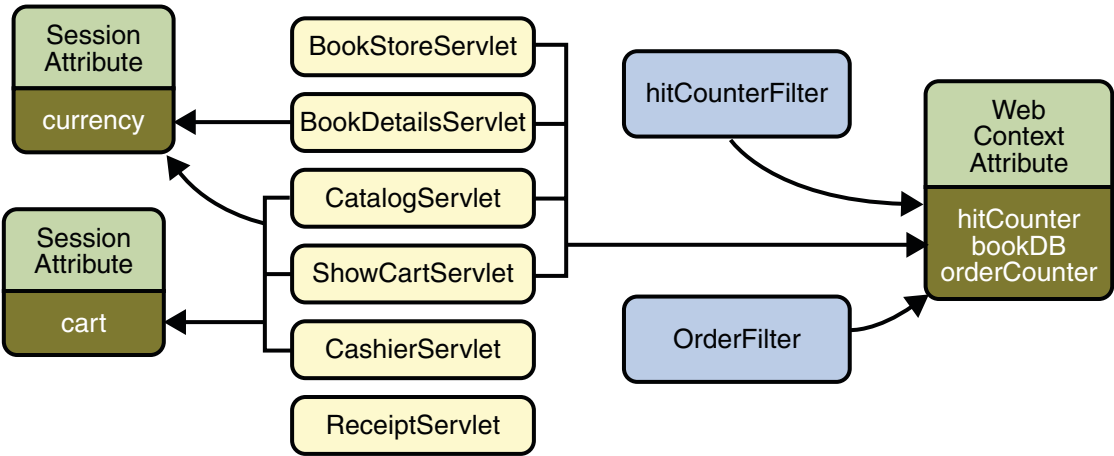 Session
Attribute
currency
Session
Attribute
cart
BookStoreServlet
BookDetailsServlet
CatalogServlet
ShowCartServlet
CashierServlet
ReceiptServlet
hitCounterFilter
OrderFilter
Web
Context
Attribute
hitCounter
bookDB
orderCounter